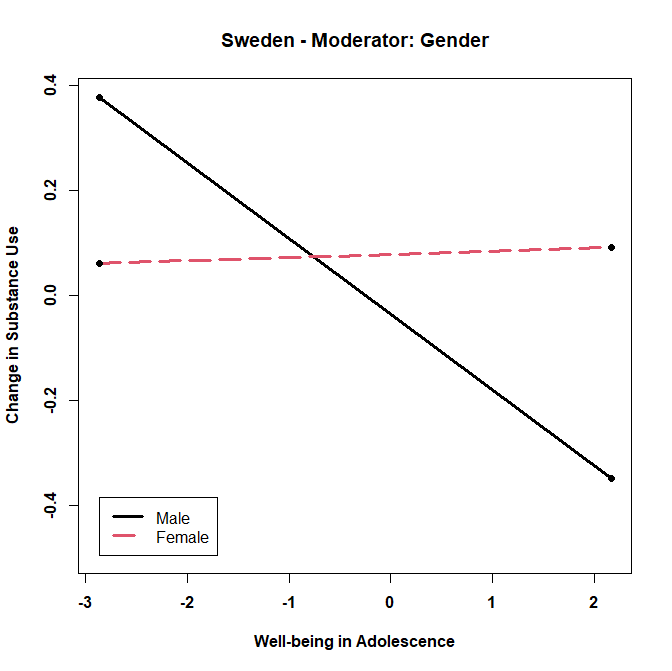 Sweden - Moderator: Gender
Change in Substance Use
0.4
0.2
0.0
-0.2
-0.4
Male
Female
-3
-2
-1
0
1
2
Well-being in Adolescence